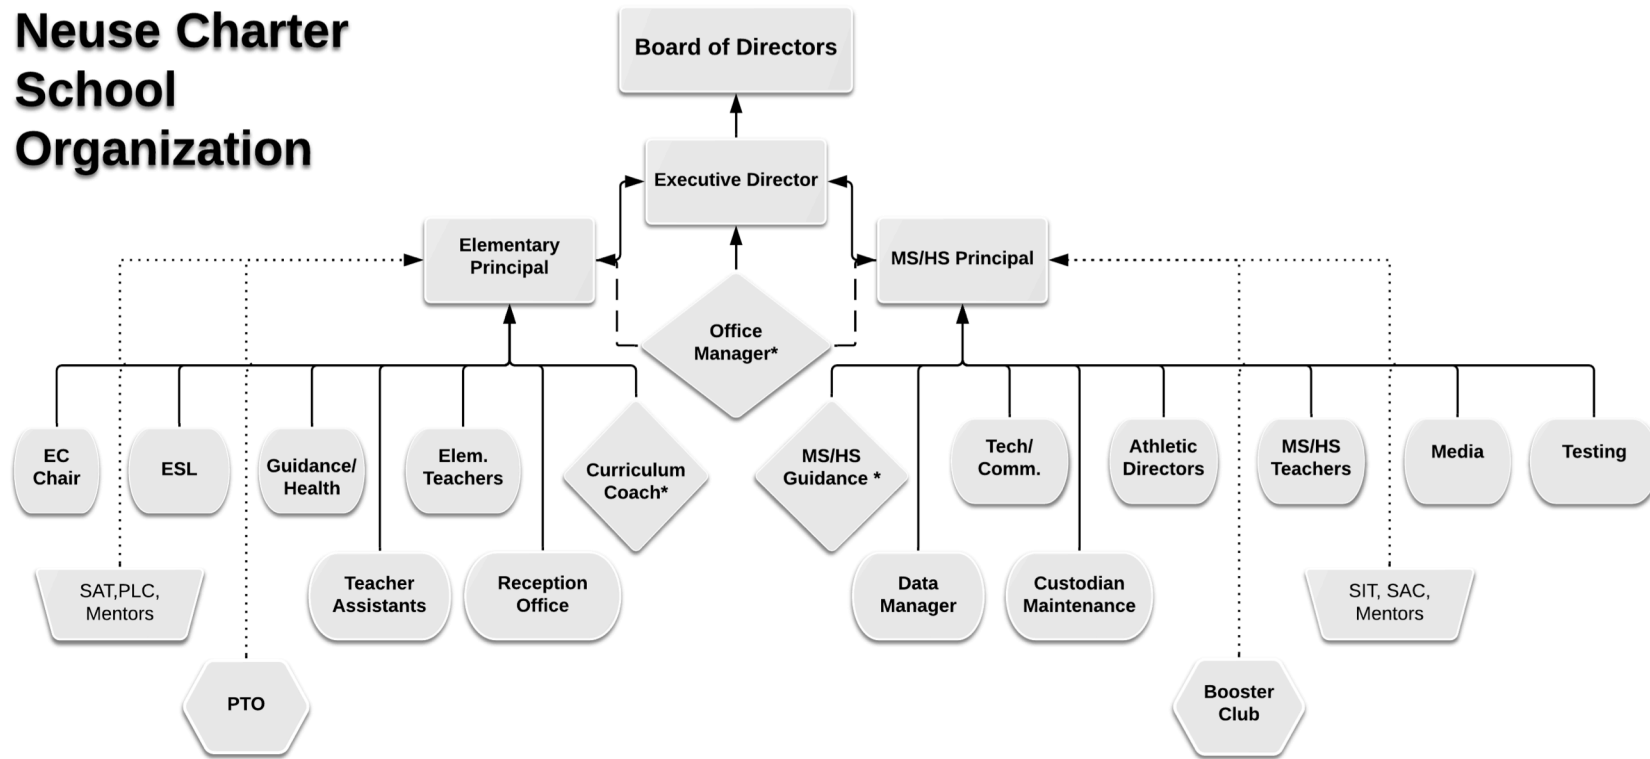 Neuse Charter
School
Organization
Board of Directors
Executive Director
Elementary
Principal
MS/HS Principal
Office
Manager*
EC
Chair
ESL
Guidance/
Health
Elem.
Teachers
Curriculum
Coach*
MS/HS
Guidance *
Tech/
Comm.
Athletic
Directors
MS/HS
Teachers
Media
Testing
SAT,PLC,
Mentors
Teacher
Assistants
Reception
Office
Data
Manager
Custodian
Maintenance
SIT, SAC,
Mentors
PTO
Booster
Club